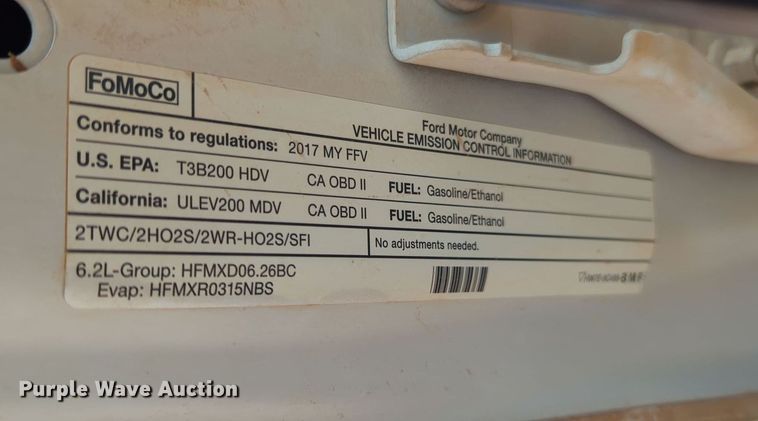 FoMoCo
Ford Motor Company
VEHICLE EMISSION CONTROL INFORMATION
Conforms to regulations: 2017 MY FFV
U.S. EPA: T3B200 HDV CA OBD II FUEL: Gasoline/Ethanol
California: ULEV200 MDV CA OBD II FUEL: Gasoline/Ethanol
2TWC/2HO2S/2WR-HO2S/SFI No adjustments needed.
6.2L-Group: HFMXD06.26BC
Evap: HFMXR0315NBS
Purple Wave Auction